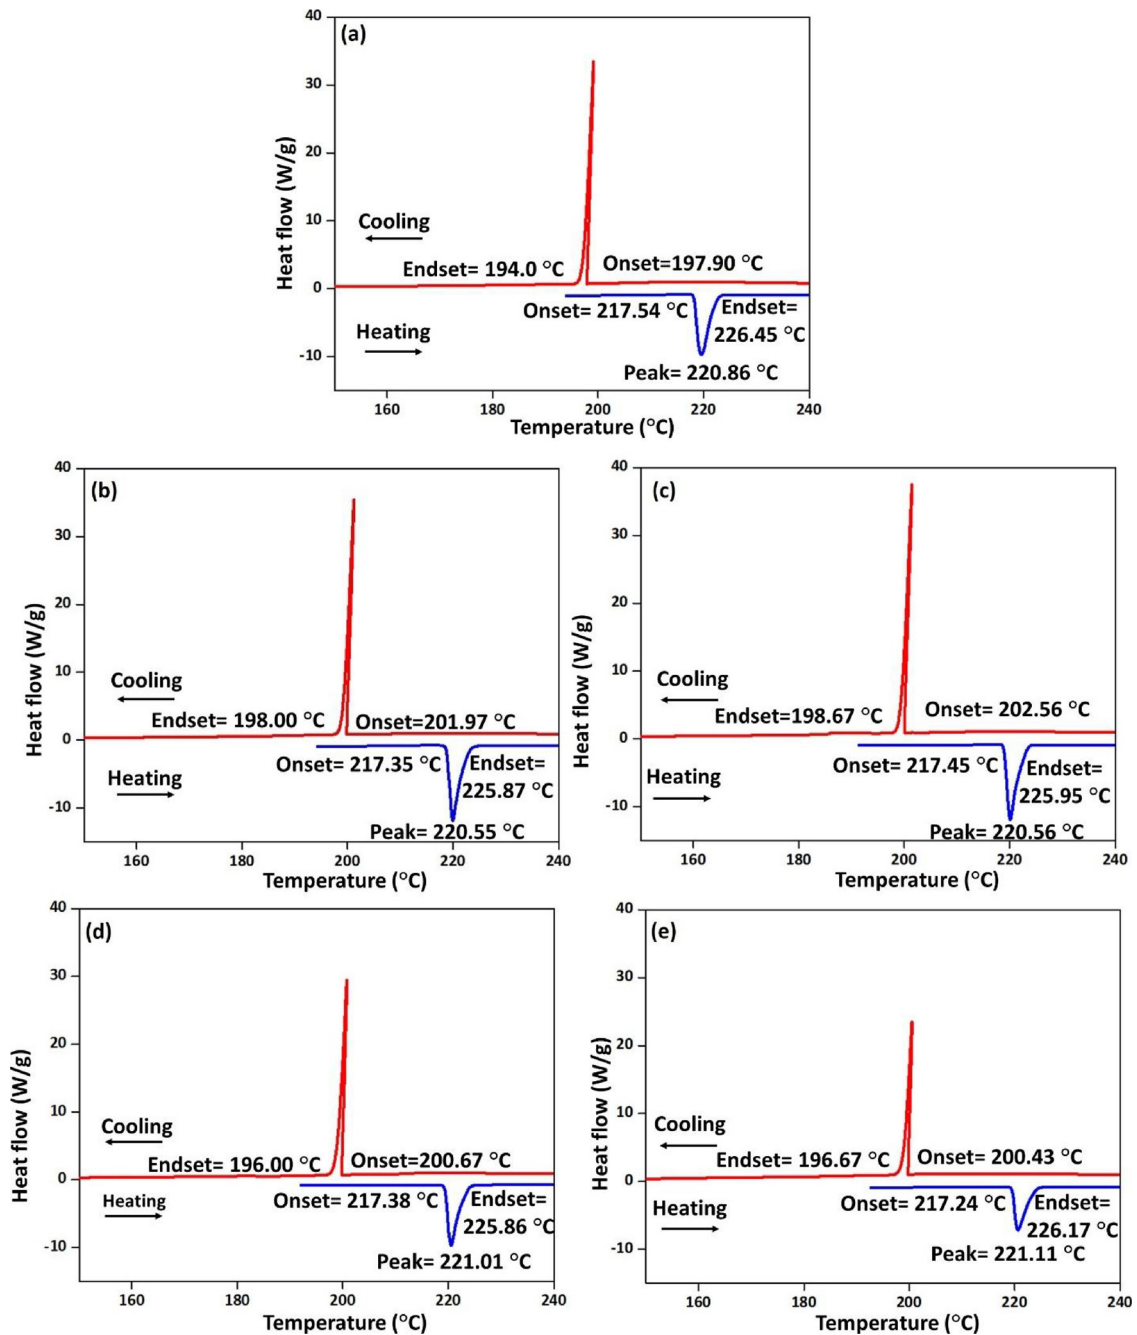 (a)
40
30
20
10
0
-10
Heat flow (W/g)
Cooling
Endset= 194.0 °C
Onset=197.90 °C
Onset= 217.54 °C
Endset=
226.45 °C
Heating
Peak= 220.86 °C
160 180 200 220 240
Temperature (°C)
(b)
40
30
20
10
0
-10
Heat flow (W/g)
Cooling
Endset= 198.00 °C
Onset=201.97 °C
Onset= 217.35 °C
Endset=
225.87 °C
Heating
Peak= 220.55 °C
160 180 200 220 240
Temperature (°C)
(c)
40
30
20
10
0
-10
Heat flow (W/g)
Cooling
Endset=198.67 °C
Onset= 202.56 °C
Onset= 217.45 °C
Endset=
225.95 °C
Heating
Peak= 220.56 °C
160 180 200 220 240
Temperature (°C)
(d)
40
30
20
10
0
-10
Heat flow (W/g)
Cooling
Endset= 196.00 °C
Onset=200.67 °C
Onset= 217.38 °C
Endset=
225.86 °C
Heating
Peak= 221.01 °C
160 180 200 220 240
Temperature (°C)
(e)
40
30
20
10
0
-10
Heat flow (W/g)
Cooling
Endset= 196.67 °C
Onset= 200.43 °C
Onset= 217.24 °C
Endset=
226.17 °C
Heating
Peak= 221.11 °C
160 180 200 220 240
Temperature (°C)